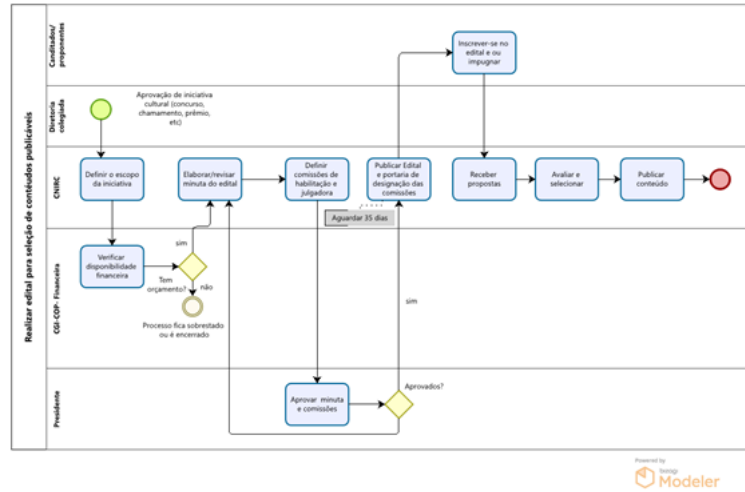 Realizar edital para seleção de contéudos publicáveis
Canditados/
proponentes
Inscrever-se no
edital e ou
impugnar
Diretoria
colegiada
Aprovação de iniciativa
cultural (concurso,
chamamento, prêmio,
etc)
CNIRC
Definir o escopo
da iniciativa
Elaborar/revisar
minuta do edital
Definir
comissões de
habilitação e
julgadora
Publicar Edital
e portaria de
designação das
comissões
Receber
propostas
Avaliar e
selecionar
Publicar
conteúdo
Aguardar 35 dias
CGI-COP- Financeira
Verificar
disponibilidade
financeira
sim
Tem
orçamento?
não
Processo fica sobrestado
ou é encerrado
sim
Presidente
Aprovar minuta
e comissões
Aprovados?
Powered by
bizagi
Modeler